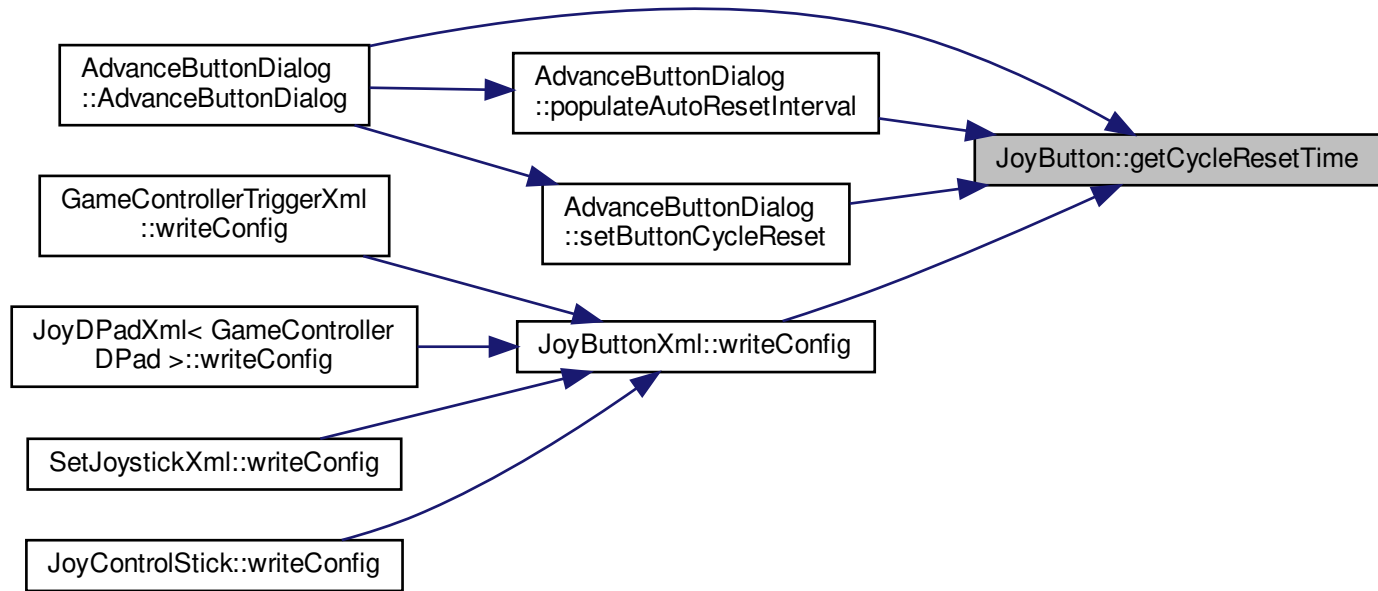 AdvanceButtonDialog
::AdvanceButtonDialog
AdvanceButtonDialog
::populateAutoResetInterval
JoyButton::getCycleResetTime
GameControllerTriggerXml
::writeConfig
AdvanceButtonDialog
::setButtonCycleReset
JoyDPadXml< GameController
DPad >::writeConfig
JoyButtonXml::writeConfig
SetJoystickXml::writeConfig
JoyControlStick::writeConfig